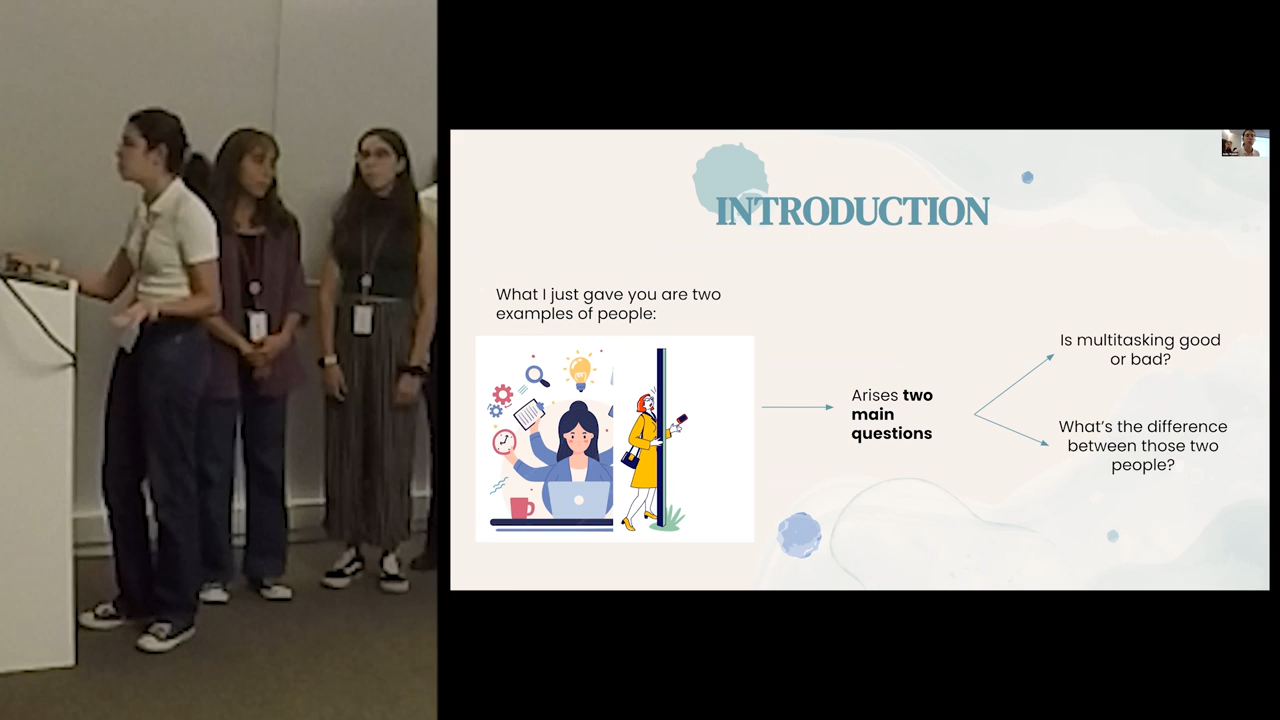 INTRODUCTION
What I just gave you are two
examples of people:
Arises two
main
questions
Is multitasking good
or bad?
What's the difference
between those two
people?